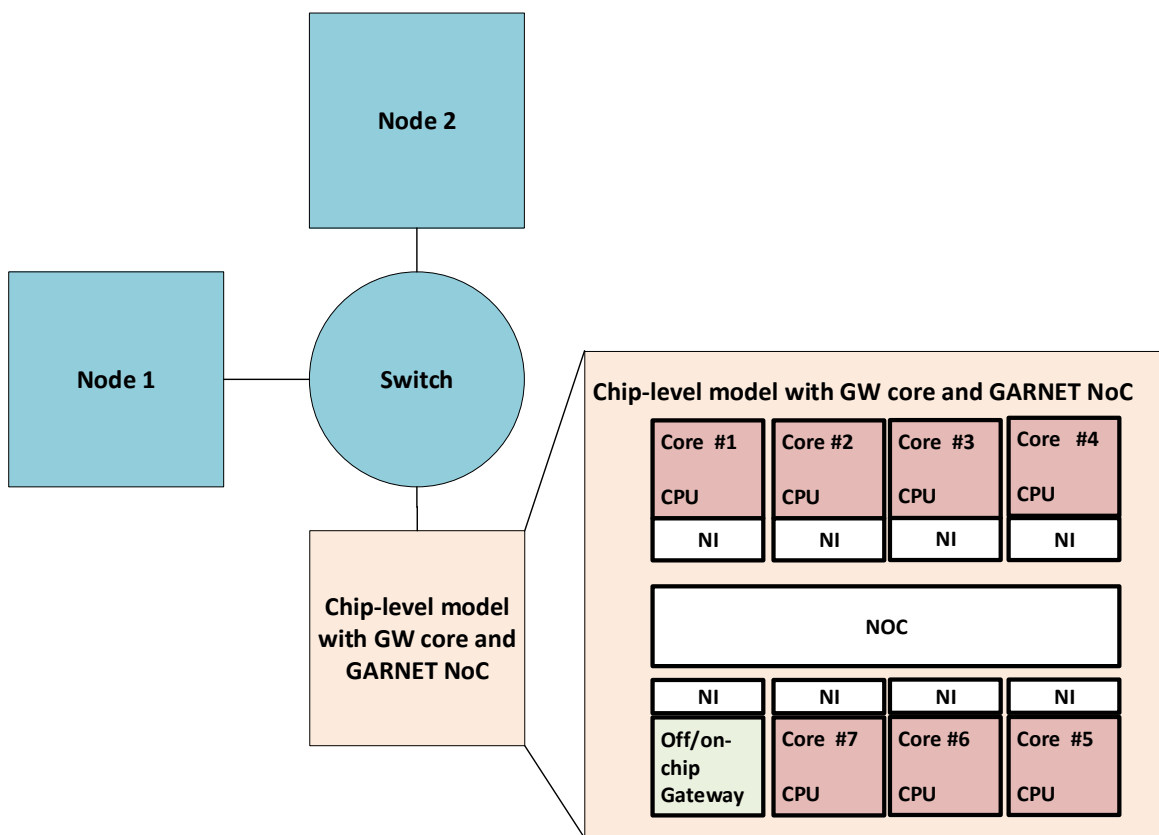 Node 2
Node 1
Switch
Chip-level model
with GW core and
GARNET NoC
Chip-level model with GW core and GARNET NoC
Core #1
CPU
NI
Core #2
CPU
NI
Core #3
CPU
NI
Core #4
CPU
NI
NOC
NI
Off/on-
chip
Gateway
NI
Core #7
CPU
NI
Core #6
CPU
NI
Core #5
CPU